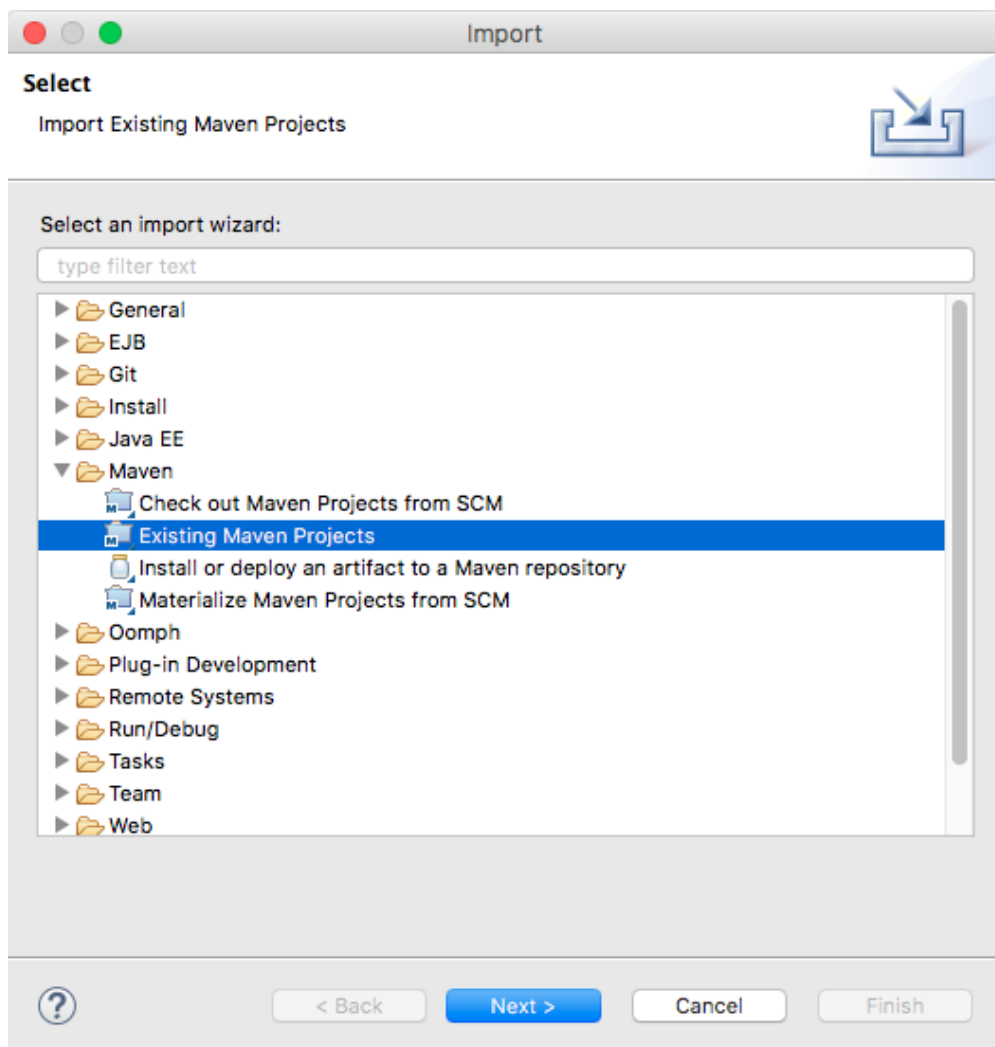 Import
Select
Import Existing Maven Projects
Select an import wizard:
type filter text
General
EJB
Git
Install
Java EE
Maven
Check out Maven Projects from SCM
Existing Maven Projects
Install or deploy an artifact to a Maven repository
Materialize Maven Projects from SCM
Oomph
Plug-in Development
Remote Systems
Run/Debug
Tasks
Team
Web
? < Back Next > Cancel Finish